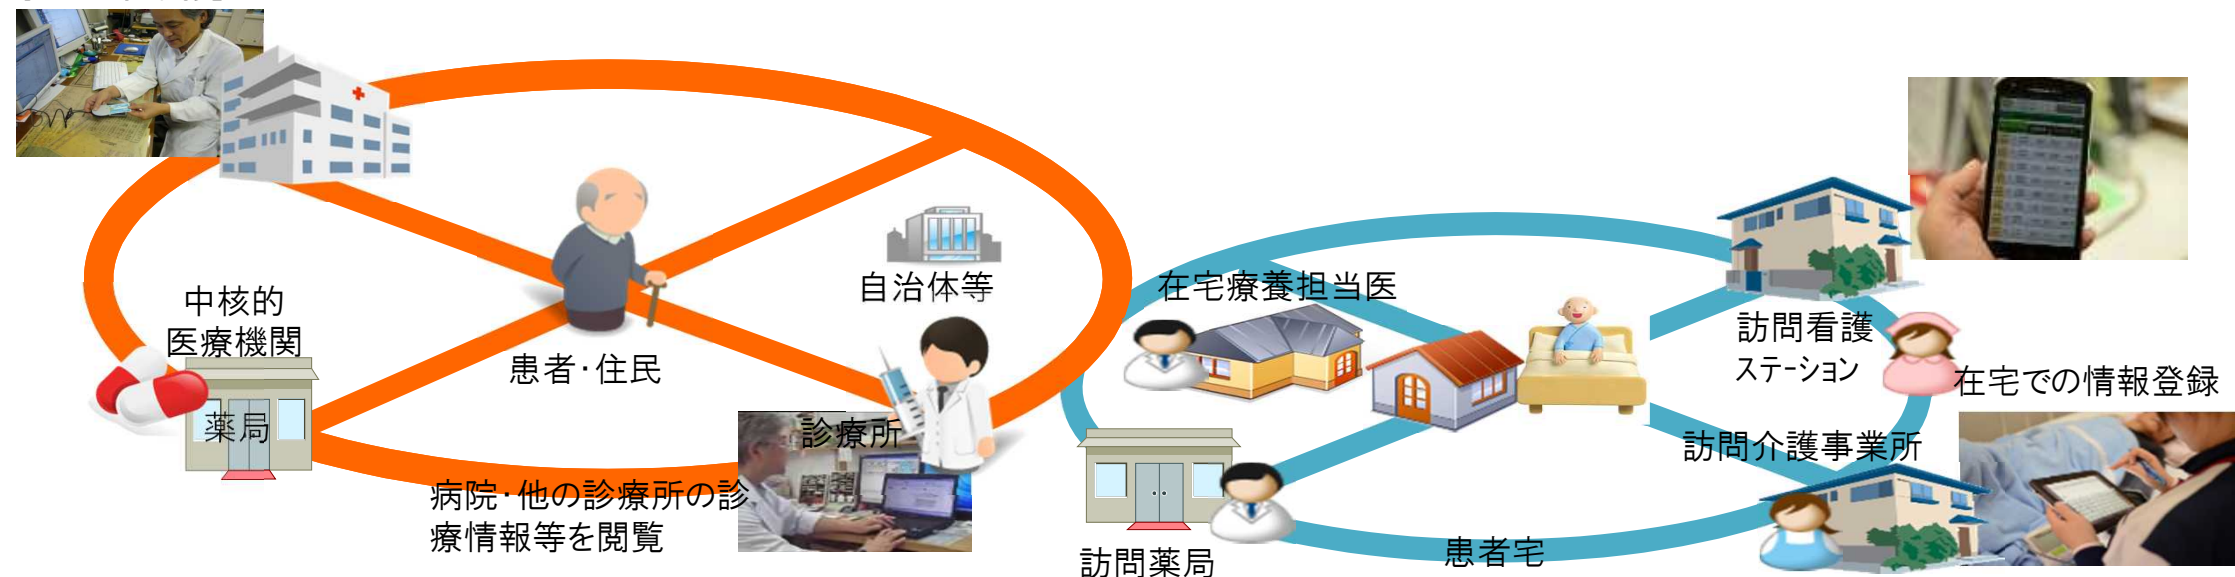 中核的
医療機関
薬局
患者・住民
自治体等
診療所
病院・他の診療所の診
療情報等を閲覧
在宅療養担当医
訪問看護
ステーション
在宅での情報登録
訪問介護事業所
訪問薬局
患者宅